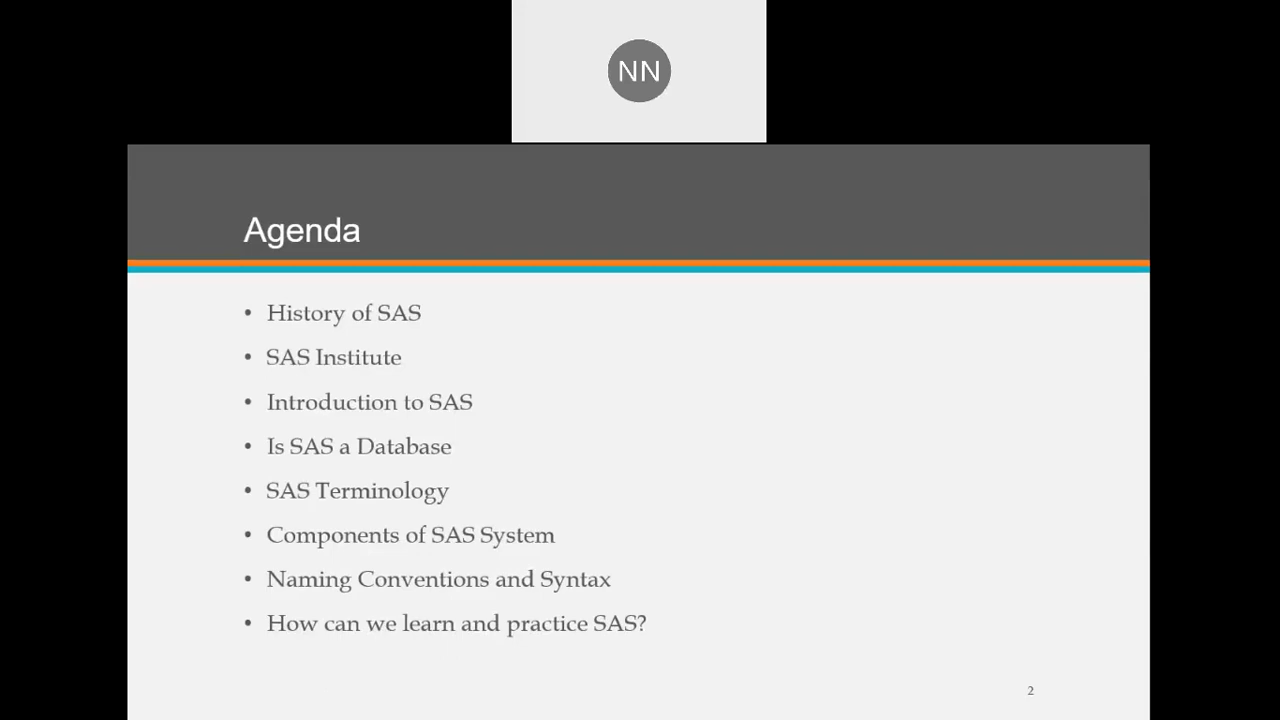 NN
Agenda
• History of SAS
• SAS Institute
• Introduction to SAS
• Is SAS a Database
• SAS Terminology
• Components of SAS System
• Naming Conventions and Syntax
• How can we learn and practice SAS?
2